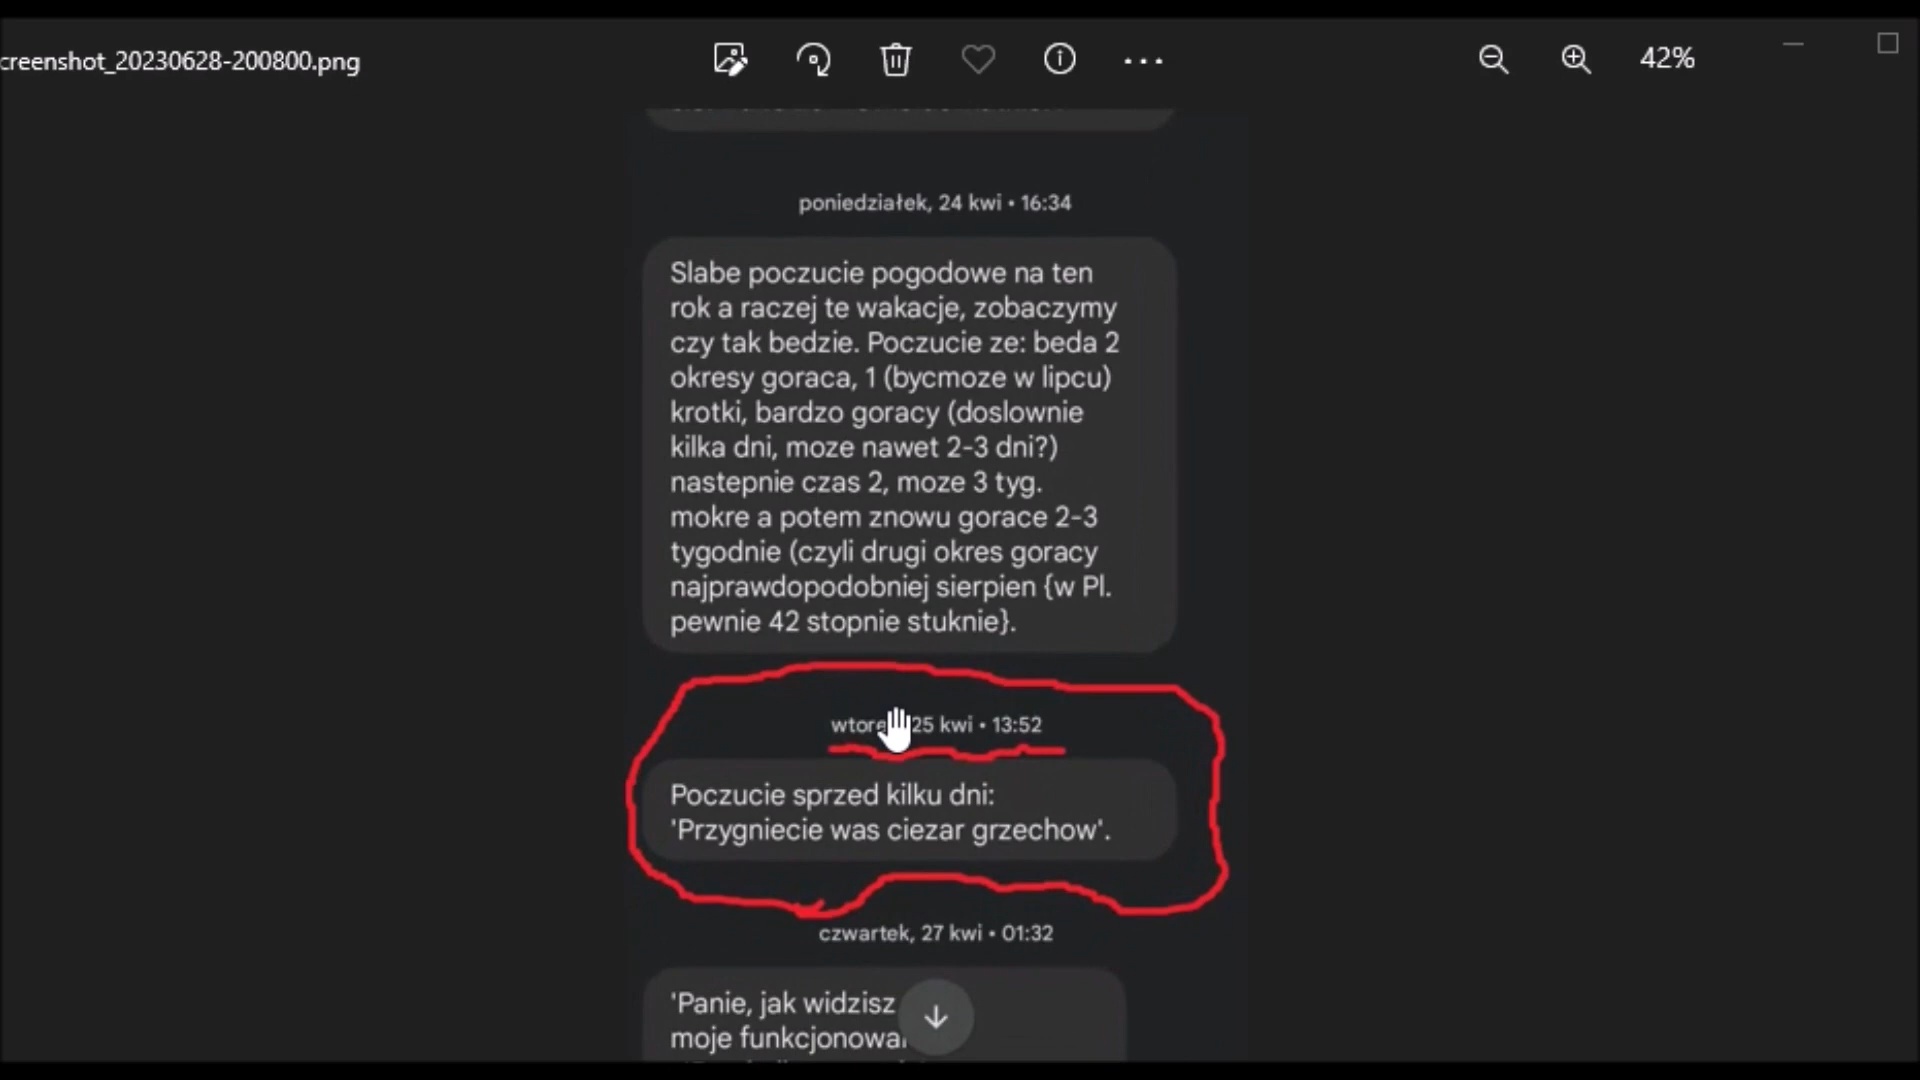 creenshot_20230628-200800.png
42%
poniedziałek, 24 kwi • 16:34
Slabe poczucie pogodowe na ten
rok a raczej te wakacje, zobaczymy
czy tak bedzie. Poczucie ze: beda 2
okresy goraca, 1 (bycmoze w lipcu)
krotki, bardzo goracy (doslownie
kilka dni, moze nawet 2-3 dni?)
nastepnie czas 2, moze 3 tyg.
mokre a potem znowu gorace 2-3
tygodnie (czyli drugi okres goracy
najprawdopodobniej sierpien {w Pl.
pewnie 42 stopnie stuknie}.
25 kwi • 13:52
Poczucie sprzed kilku dni:
'Przygniecie was ciezar grzechow'.
czwartek, 27 kwi • 01:32
'Panie, jak widzisz
moje